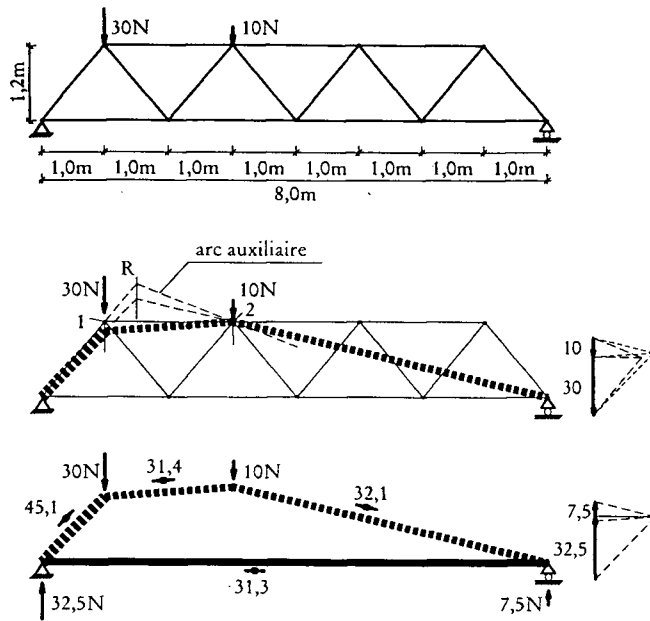 30N 10N
1,2m
1,0m 1,0m 1,0m 1,0m 1,0m 1,0m 1,0m 1,0m
8,0m
arc auxiliaire
R
30N 10N
1 2
10
30
30N 31,4 10N
45,1 32,1
7,5
32,5
31,3
32,5N 7,5N